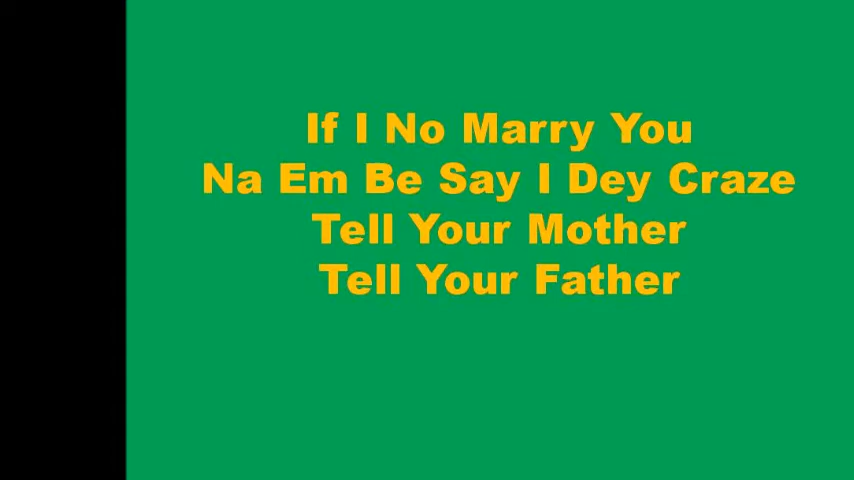 If I No Marry You
Na Em Be Say I Dey Craze
Tell Your Mother
Tell Your Father